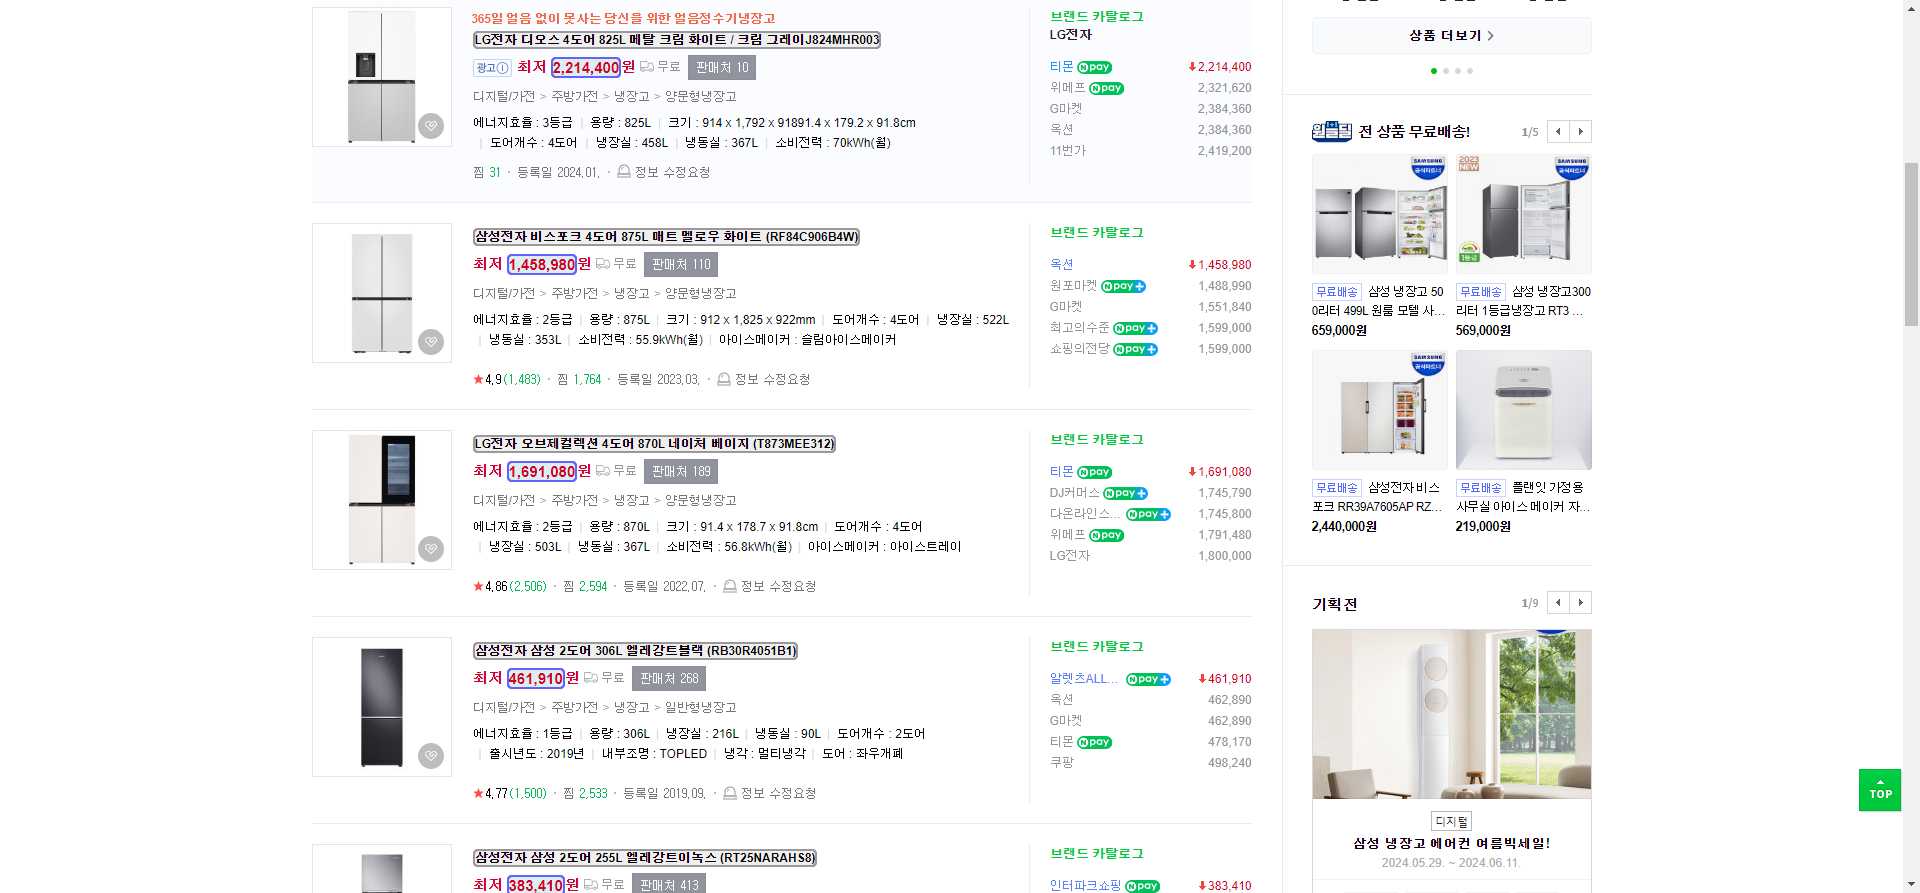 365일 얼음 없이 못사는 당신을 위한 얼음정수기냉장고
LG전자 디오스 4도어 825L 메탈 크림 화이트 / 크림 그레이J824MHR003
광고 최저 2,214,400원 무료 판매처 10
디지털/가전 > 주방가전 > 냉장고 > 양문형냉장고
에너지효율 : 3등급 | 용량 : 825L | 크기 : 914 x 1,792 x 91891.4 x 179.2 x 91.8cm
| 도어개수 : 4도어 | 냉장실 : 458L | 냉동실 : 367L | 소비전력 : 70kWh(월)
찜 31 · 등록일 2024.01. · 정보 수정요청
브랜드 카탈로그
LG전자
티몬 N pay 2,214,400
위메프 N pay 2,321,620
G마켓 2,384,360
옥션 2,384,360
11번가 2,419,200
삼성전자 비스포크 4도어 875L 매트 멜로우 화이트 (RF84C906B4W)
최저 1,458,980원 무료 판매처 110
디지털/가전 > 주방가전 > 냉장고 > 양문형냉장고
에너지효율 : 2등급 | 용량 : 875L | 크기 : 912 x 1,825 x 922mm | 도어개수 : 4도어 | 냉장실 : 522L
| 냉동실 : 353L | 소비전력 : 55.9kWh(월) | 아이스메이커 : 슬림아이스메이커
★4.9(1,483) · 찜 1,764 · 등록일 2023.03. · 정보 수정요청
브랜드 카탈로그
옥션 1,458,980
원포마켓 N pay + 1,488,990
G마켓 1,551,840
최고의수준 N pay + 1,599,000
쇼핑의전당 N pay + 1,599,000
LG전자 오브제컬렉션 4도어 870L 네이처 베이지 (T873MEE312)
최저 1,691,080원 무료 판매처 189
디지털/가전 > 주방가전 > 냉장고 > 양문형냉장고
에너지효율 : 2등급 | 용량 : 870L | 크기 : 91.4 x 178.7 x 91.8cm | 도어개수 : 4도어
| 냉장실 : 503L | 냉동실 : 367L | 소비전력 : 56.8kWh(월) | 아이스메이커 : 아이스트레이
★4.86(2,506) · 찜 2,594 · 등록일 2022.07. · 정보 수정요청
브랜드 카탈로그
티몬 N pay 1,691,080
DJ커머스 N pay + 1,745,790
다온라인스... N pay + 1,745,800
위메프 N pay 1,791,480
LG전자 1,800,000
삼성전자 삼성 2도어 306L 엘레강트블랙 (RB30R4051B1)
최저 461,910원 무료 판매처 268
디지털/가전 > 주방가전 > 냉장고 > 일반형냉장고
에너지효율 : 1등급 | 용량 : 306L | 냉장실 : 216L | 냉동실 : 90L | 도어개수 : 2도어
| 출시년도 : 2019년 | 내부조명 : TOPLED | 냉각 : 멀티냉각 | 도어 : 좌우개폐
★4.77(1,500) · 찜 2,533 · 등록일 2019.09. · 정보 수정요청
브랜드 카탈로그
알렛츠ALL... N pay + 461,910
옥션 462,890
G마켓 462,890
티몬 N pay 478,170
쿠팡 498,240
삼성전자 삼성 2도어 255L 엘레강트이녹스 (RT25NARAHS8)
최저 383,410원 무료 판매처 413
브랜드 카탈로그
인터파크쇼핑 N pay 383,410
상품 더보기 >
전 상품 무료배송!
1/5
SAMSUNG
공식파트너
2023
NEW
SAMSUNG
공식파트너
1등급
무료배송 삼성 냉장고 50
0리터 499L 원룸 모텔 사...
659,000원
무료배송 삼성 냉장고300
리터 1등급냉장고 RT3 ...
569,000원
SAMSUNG
공식파트너
무료배송 삼성전자 비스
포크 RR39A7605AP RZ...
2,440,000원
무료배송 플랜잇 가정용
사무실 아이스 메이커 자...
219,000원
기획전
1/9
디지털
삼성 냉장고 에어컨 여름빅세일!
2024.05.29. ~ 2024.06.11.
TOP